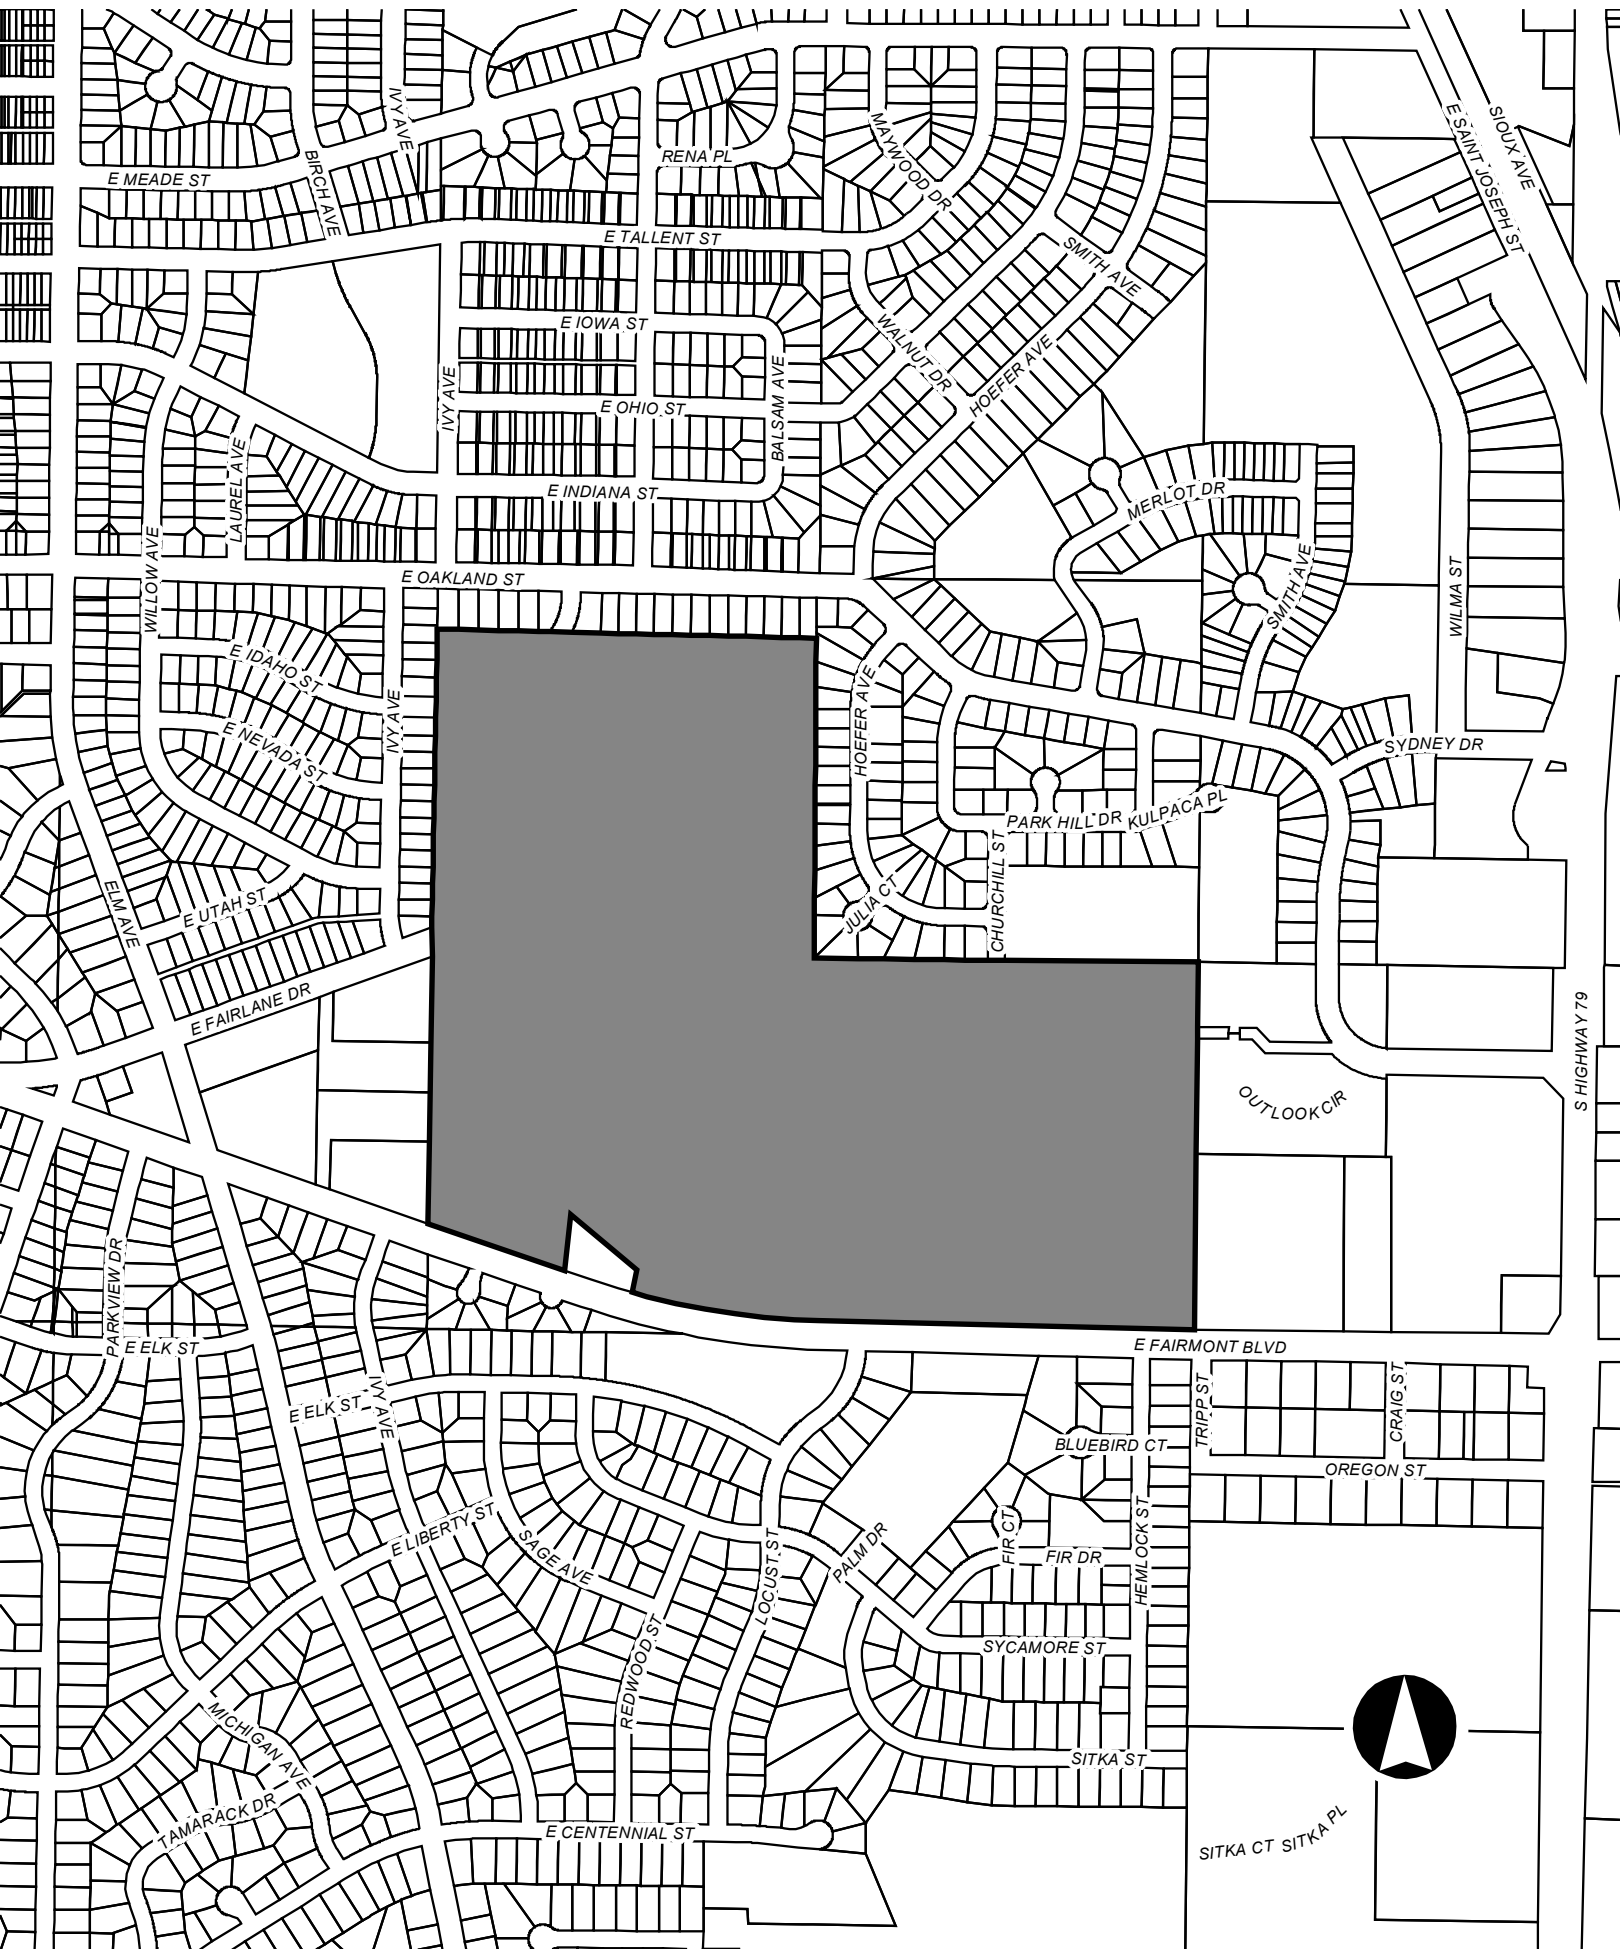 IVY AVE
SIOUX AVE
E SAINT JOSEPH ST
MAYWOOD DR
RENA PL
BIRCH AVE
E MEADE ST
E TALLENT ST
SMITH AVE
E IOWA ST
WALNUT DR
HOEFER AVE
IVY AVE
BALSAM AVE
E OHIO ST
LAUREL AVE
E INDIANA ST
MERLOT DR
WILLOW AVE
E OAKLAND ST
SMITH AVE
WILMA ST
E IDAHO ST
IVY AVE
HOEFER AVE
E NEVADA ST
SYDNEY DR
PARK HILL DR
KULPACA PL
CHURCHILL ST
JULIA CT
ELM AVE
E UTAH ST
E FAIRLANE DR
S HIGHWAY 79
OUTLOOK CIR
PARKVIEW DR
E ELK ST
E FAIRMONT BLVD
E ELK ST
IVY AVE
TRIPP ST
CRAIG ST
BLUEBIRD CT
OREGON ST
E LIBERTY ST
SAGE AVE
LOCUST ST
PALM DR
FIR CT
FIR DR
HEMLOCK ST
REDWOOD ST
SYCAMORE ST
MICHIGAN AVE
SITKA ST
TAMARACK DR
E CENTENNIAL ST
SITKA CT
SITKA PL